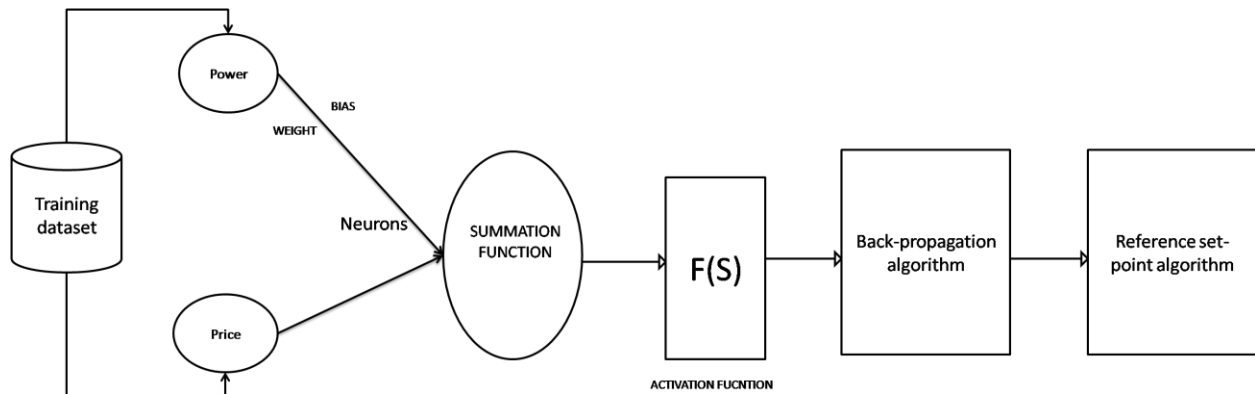 Power
BIAS
WEIGHT
Training
dataset
Neurons
SUMMATION
FUNCTION
F(S)
Back-propagation
algorithm
Reference set-
point algorithm
Price
ACTIVATION FUCNTION